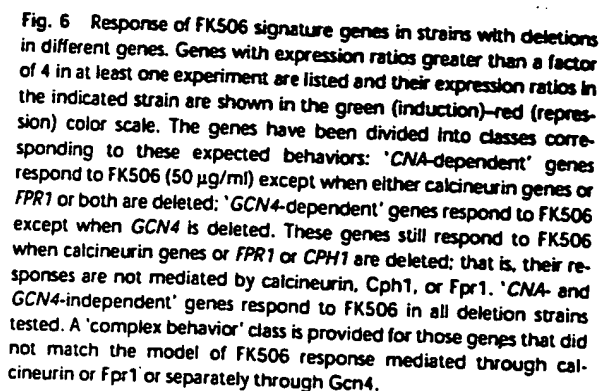 Fig. 6   Response of FK506 signature genes in strains with deletions
in different genes. Genes with expression ratios greater than a factor
of 4 in at least one experiment are listed and their expression ratios in
the indicated strain are shown in the green (induction)–red (repres-
sion) color scale. The genes have been divided into classes corre-
sponding to these expected behaviors: 'CNA-dependent' genes
respond to FK506 (50 µg/ml) except when either calcineurin genes or
FPR1 or both are deleted; 'GCN4-dependent' genes respond to FK506
except when GCN4 is deleted. These genes still respond to FK506
when calcineurin genes or FPR1 or CPH1 are deleted; that is, their re-
sponses are not mediated by calcineurin, Cph1, or Fpr1. 'CNA- and
GCN4-independent' genes respond to FK506 in all deletion strains
tested. A 'complex behavior' class is provided for those genes that did
not match the model of FK506 response mediated through cal-
cineurin or Fpr1 or separately through Gcn4.